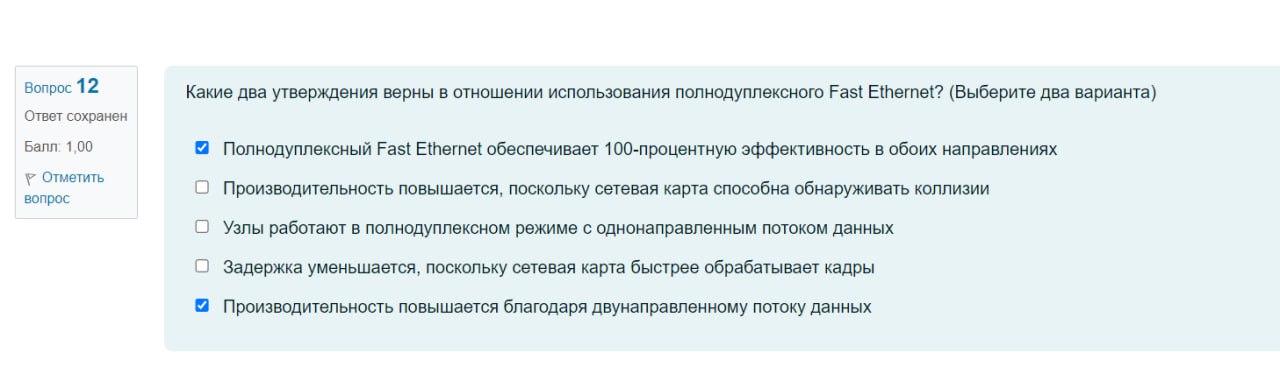 Вопрос 12
Ответ сохранен
Балл: 1,00
Отметить
вопрос
Какие два утверждения верны в отношении использования полнодуплексного Fast Ethernet? (Выберите два варианта)
Полнодуплексный Fast Ethernet обеспечивает 100-процентную эффективность в обоих направлениях
Производительность повышается, поскольку сетевая карта способна обнаруживать коллизии
Узлы работают в полнодуплексном режиме с однонаправленным потоком данных
Задержка уменьшается, поскольку сетевая карта быстрее обрабатывает кадры
Производительность повышается благодаря двунаправленному потоку данных